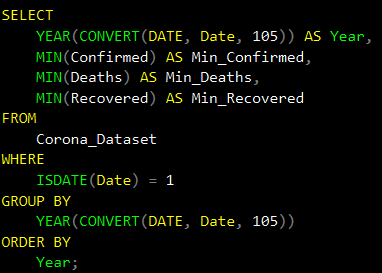 SELECT
    YEAR(CONVERT(DATE, Date, 105)) AS Year,
    MIN(Confirmed) AS Min_Confirmed,
    MIN(Deaths) AS Min_Deaths,
    MIN(Recovered) AS Min_Recovered
FROM
    Corona_Dataset
WHERE
    ISDATE(Date) = 1
GROUP BY
    YEAR(CONVERT(DATE, Date, 105))
ORDER BY
    Year;